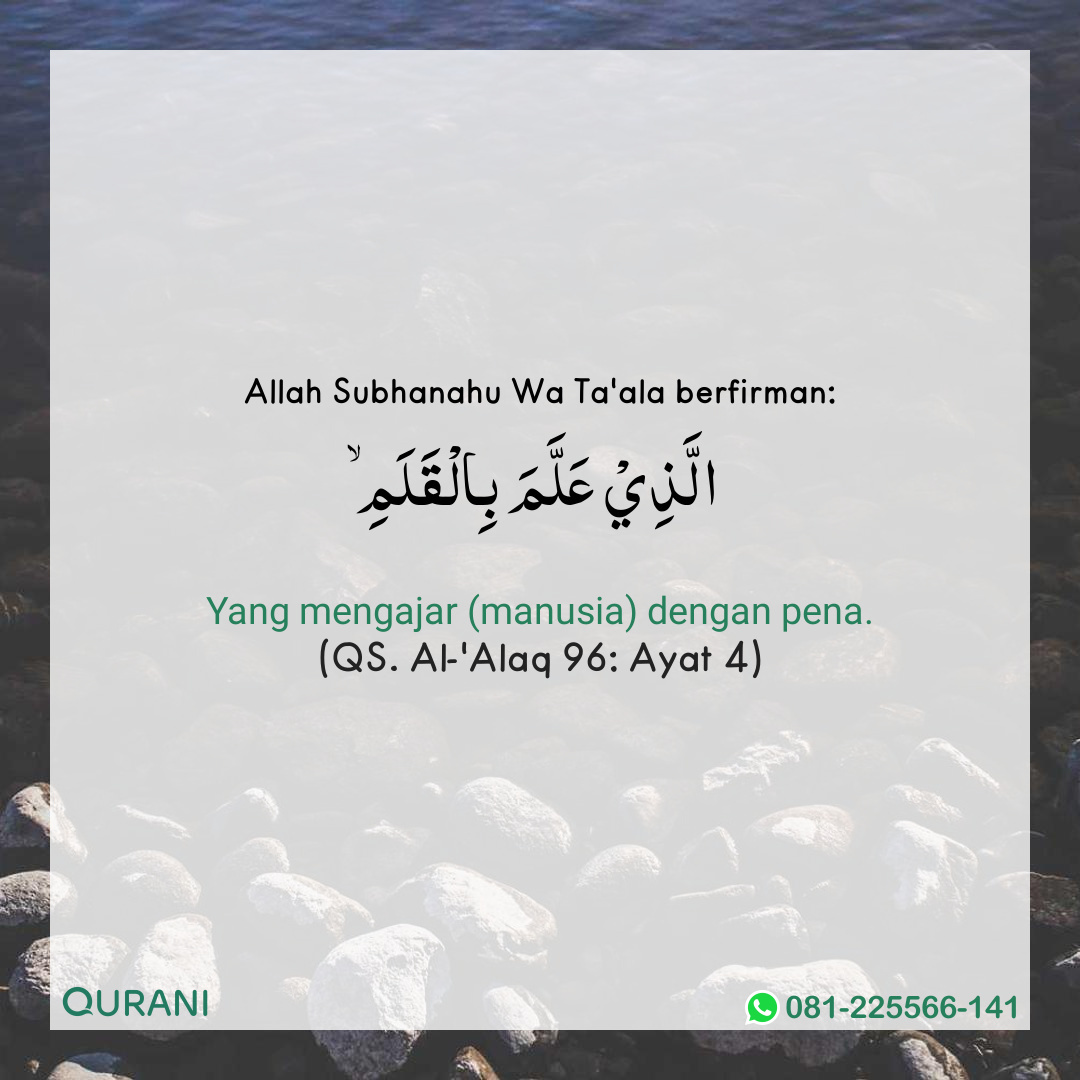 Allah Subhanahu Wa Ta'ala berfirman:
الَّذِيْ عَلَّمَ بِالْقَلَمِۙ
Yang mengajar (manusia) dengan pena.
(QS. Al-'Alaq 96: Ayat 4)
QURANI
081-225566-141